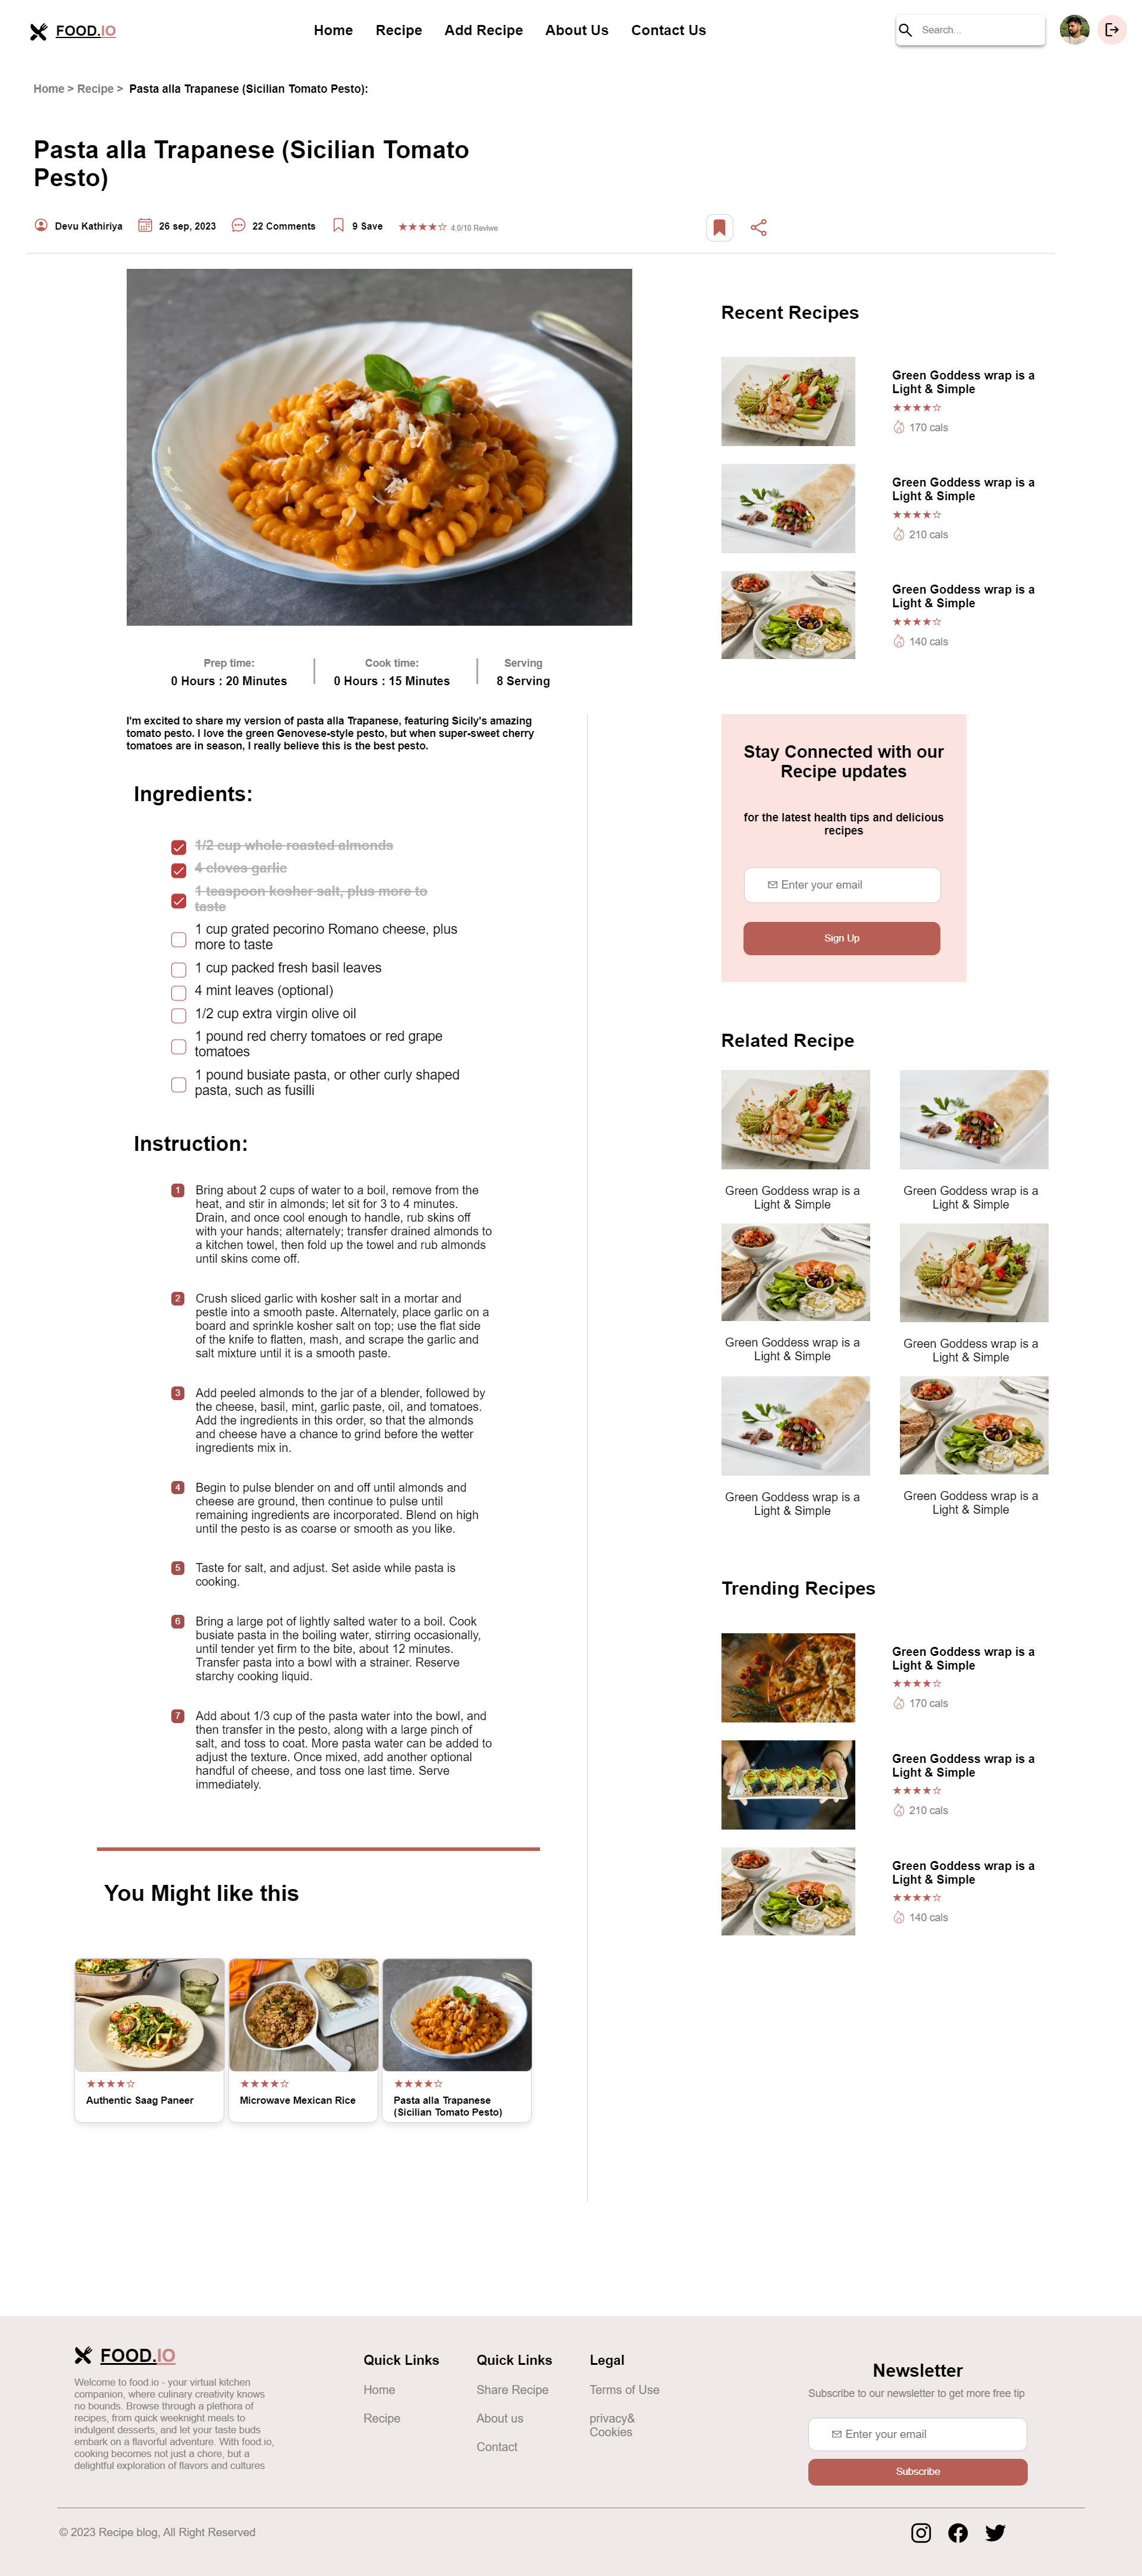 FOOD.IO
Home Recipe Add Recipe About Us Contact Us
Search...
Home > Recipe > Pasta alla Trapanese (Sicilian Tomato Pesto):
Pasta alla Trapanese (Sicilian Tomato
Pesto)
Devu Kathiriya 26 sep, 2023 22 Comments 9 Save 4.0/10 Reviwe
Prep time:
0 Hours : 20 Minutes
Cook time:
0 Hours : 15 Minutes
Serving
8 Serving
I'm excited to share my version of pasta alla Trapanese, featuring Sicily's amazing
tomato pesto. I love the green Genovese-style pesto, but when super-sweet cherry
tomatoes are in season, I really believe this is the best pesto.
Ingredients:
1/2 cup whole roasted almonds
4 cloves garlic
1 teaspoon kosher salt, plus more to
taste
1 cup grated pecorino Romano cheese, plus
more to taste
1 cup packed fresh basil leaves
4 mint leaves (optional)
1/2 cup extra virgin olive oil
1 pound red cherry tomatoes or red grape
tomatoes
1 pound busiate pasta, or other curly shaped
pasta, such as fusilli
Instruction:
1 Bring about 2 cups of water to a boil, remove from the
heat, and stir in almonds; let sit for 3 to 4 minutes.
Drain, and once cool enough to handle, rub skins off
with your hands; alternately; transfer drained almonds to
a kitchen towel, then fold up the towel and rub almonds
until skins come off.
2 Crush sliced garlic with kosher salt in a mortar and
pestle into a smooth paste. Alternately, place garlic on a
board and sprinkle kosher salt on top; use the flat side
of the knife to flatten, mash, and scrape the garlic and
salt mixture until it is a smooth paste.
3 Add peeled almonds to the jar of a blender, followed by
the cheese, basil, mint, garlic paste, oil, and tomatoes.
Add the ingredients in this order, so that the almonds
and cheese have a chance to grind before the wetter
ingredients mix in.
4 Begin to pulse blender on and off until almonds and
cheese are ground, then continue to pulse until
remaining ingredients are incorporated. Blend on high
until the pesto is as coarse or smooth as you like.
5 Taste for salt, and adjust. Set aside while pasta is
cooking.
6 Bring a large pot of lightly salted water to a boil. Cook
busiate pasta in the boiling water, stirring occasionally,
until tender yet firm to the bite, about 12 minutes.
Transfer pasta into a bowl with a strainer. Reserve
starchy cooking liquid.
7 Add about 1/3 cup of the pasta water into the bowl, and
then transfer in the pesto, along with a large pinch of
salt, and toss to coat. More pasta water can be added to
adjust the texture. Once mixed, add another optional
handful of cheese, and toss one last time. Serve
immediately.
You Might like this
Authentic Saag Paneer
Microwave Mexican Rice
Pasta alla Trapanese
(Sicilian Tomato Pesto)
Recent Recipes
Green Goddess wrap is a
Light & Simple
170 cals
Green Goddess wrap is a
Light & Simple
210 cals
Green Goddess wrap is a
Light & Simple
140 cals
Stay Connected with our
Recipe updates
for the latest health tips and delicious
recipes
Enter your email
Sign Up
Related Recipe
Green Goddess wrap is a
Light & Simple
Green Goddess wrap is a
Light & Simple
Green Goddess wrap is a
Light & Simple
Green Goddess wrap is a
Light & Simple
Green Goddess wrap is a
Light & Simple
Green Goddess wrap is a
Light & Simple
Trending Recipes
Green Goddess wrap is a
Light & Simple
170 cals
Green Goddess wrap is a
Light & Simple
210 cals
Green Goddess wrap is a
Light & Simple
140 cals
FOOD.IO
Welcome to food.io - your virtual kitchen
companion, where culinary creativity knows
no bounds. Browse through a plethora of
recipes, from quick weeknight meals to
indulgent desserts, and let your taste buds
embark on a flavorful adventure. With food.io,
cooking becomes not just a chore, but a
delightful exploration of flavors and cultures
Quick Links
Home
Recipe
Quick Links
Share Recipe
About us
Contact
Legal
Terms of Use
privacy&
Cookies
Newsletter
Subscribe to our newsletter to get more free tip
Enter your email
Subscribe
© 2023 Recipe blog, All Right Reserved